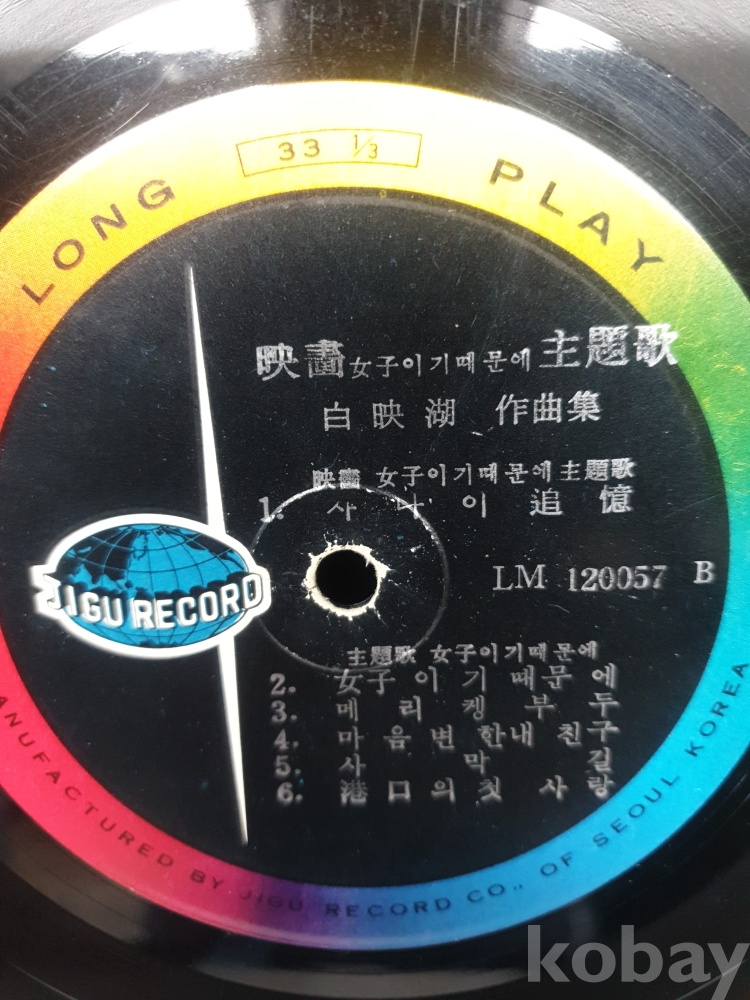 33 1/3
LONG PLAY
映畵 女子이기때문에 主題歌
白映湖 作曲集
映畵 女子이기때문에 主題歌
1. 사나이 追憶
LM 120057 B
JIGU RECORD
主題歌 女子이기때문에
2. 女子이기때문에
3. 메리켕부두
4. 마음변한내친구
5. 사막길
6. 港口의첫사랑
MANUFACTURED BY JIGU RECORD CO., OF SEOUL KOREA
kobay